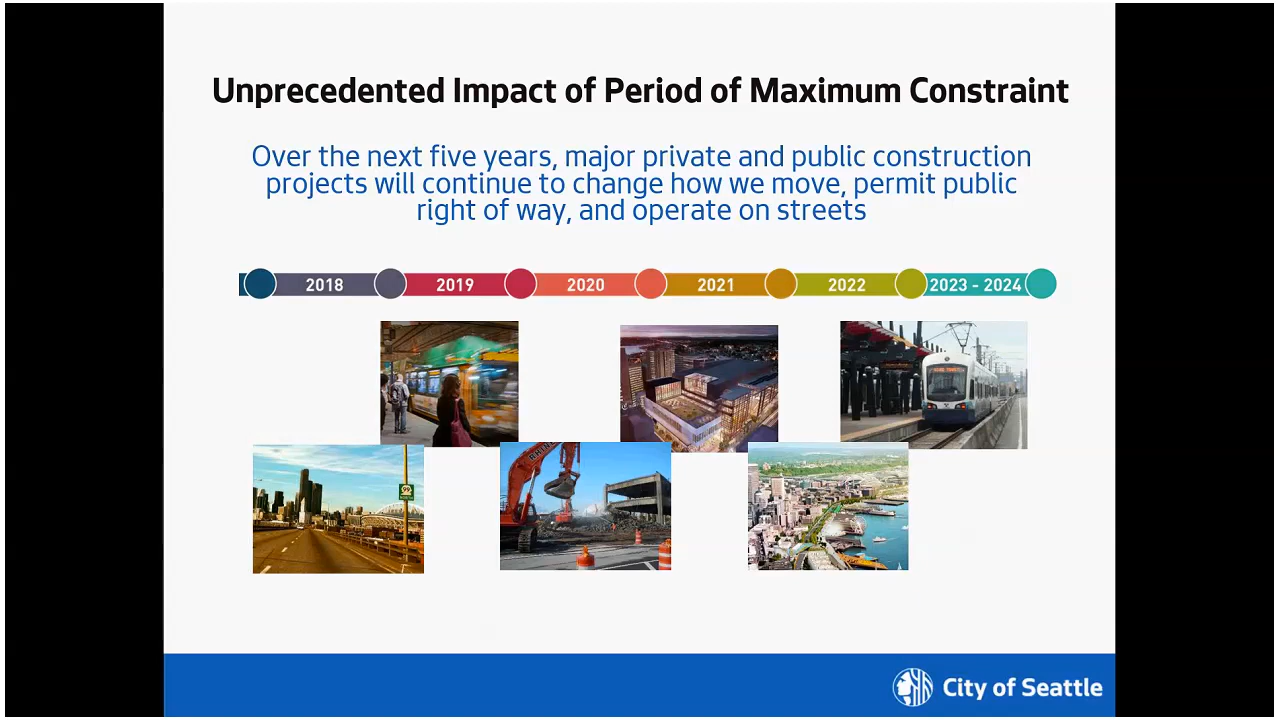 Unprecedented Impact of Period of Maximum Constraint
Over the next five years, major private and public construction
projects will continue to change how we move, permit public
right of way, and operate on streets
2018
2019
2020
2021
2022
2023 - 2024
City of Seattle